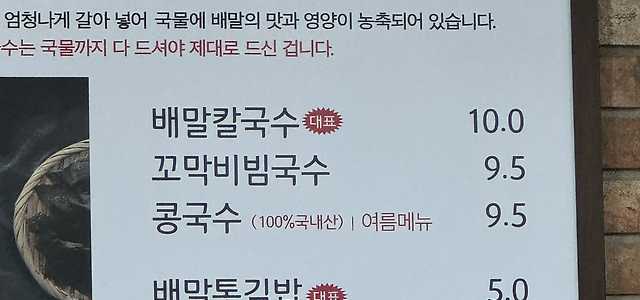 엄청나게 갈아 넣어 국물에 배말의 맛과 영양이 농축되어 있습니다.
수는 국물까지 다 드셔야 제대로 드신 겁니다.
배말칼국수 대표 10.0
꼬막비빔국수 9.5
콩국수 (100%국내산) | 여름메뉴 9.5
배말톳김밥 대표 5.0